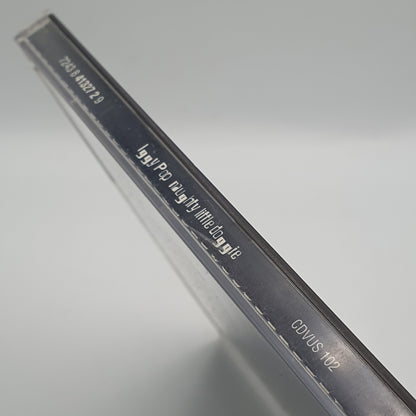 7243 8 41327 2 9
Iggy Pop naughty little doggie
CDVUS 102